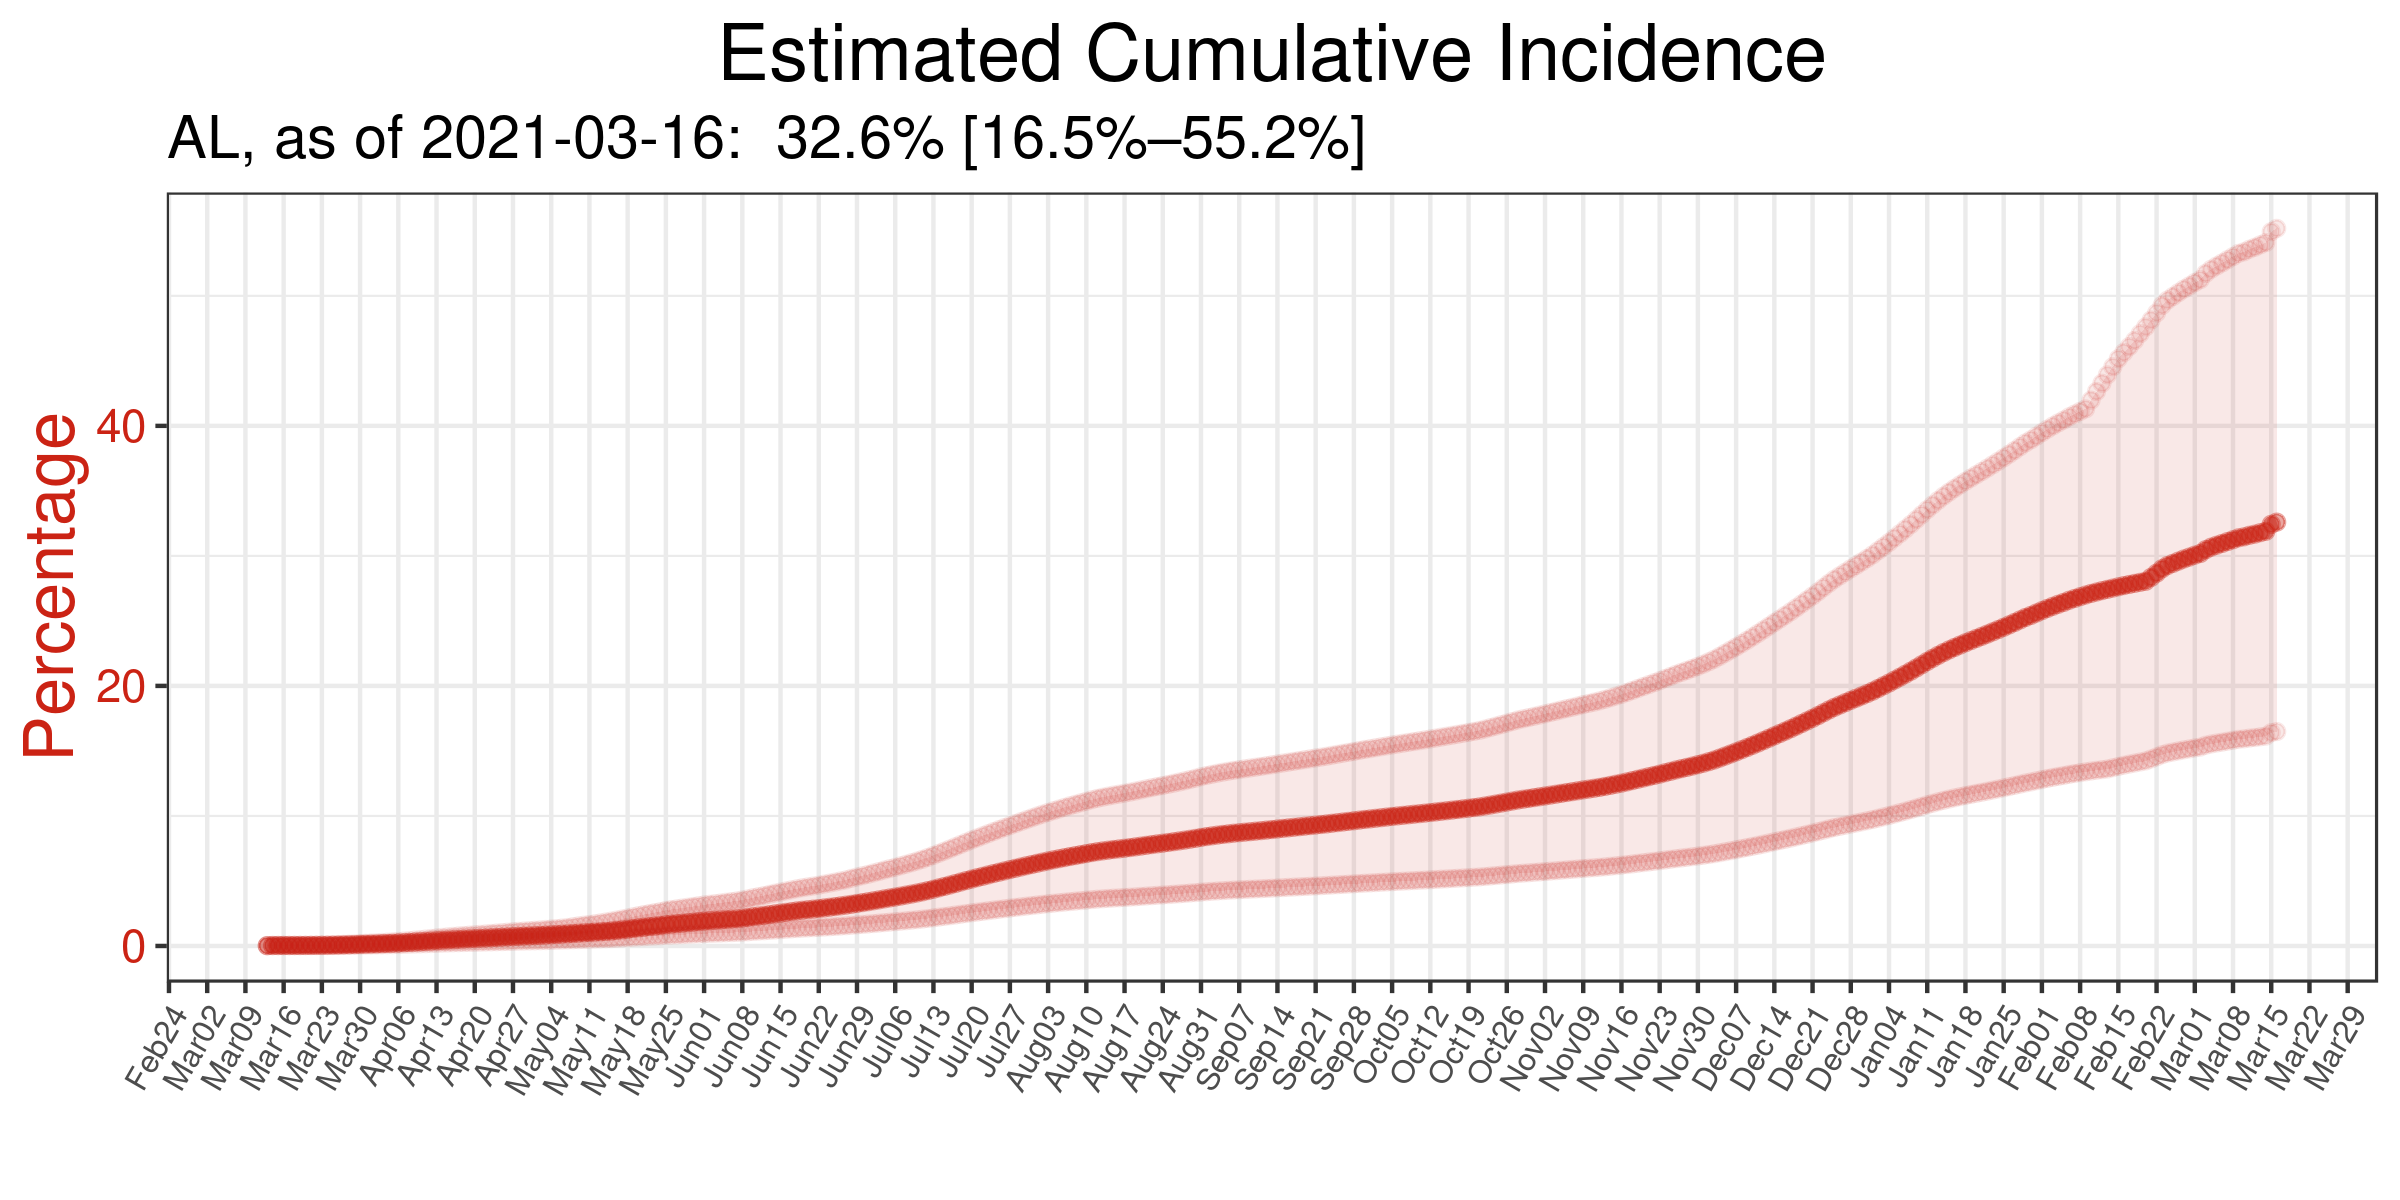 Estimated Cumulative Incidence
AL, as of 2021-03-16:  32.6% [16.5%–55.2%]
Percentage
40
20
0
Feb24
Mar02
Mar09
Mar16
Mar23
Mar30
Apr06
Apr13
Apr20
Apr27
May04
May11
May18
May25
Jun01
Jun08
Jun15
Jun22
Jun29
Jul06
Jul13
Jul20
Jul27
Aug03
Aug10
Aug17
Aug24
Aug31
Sep07
Sep14
Sep21
Sep28
Oct05
Oct12
Oct19
Oct26
Nov02
Nov09
Nov16
Nov23
Nov30
Dec07
Dec14
Dec21
Dec28
Jan04
Jan11
Jan18
Jan25
Feb01
Feb08
Feb15
Feb22
Mar01
Mar08
Mar15
Mar22
Mar29